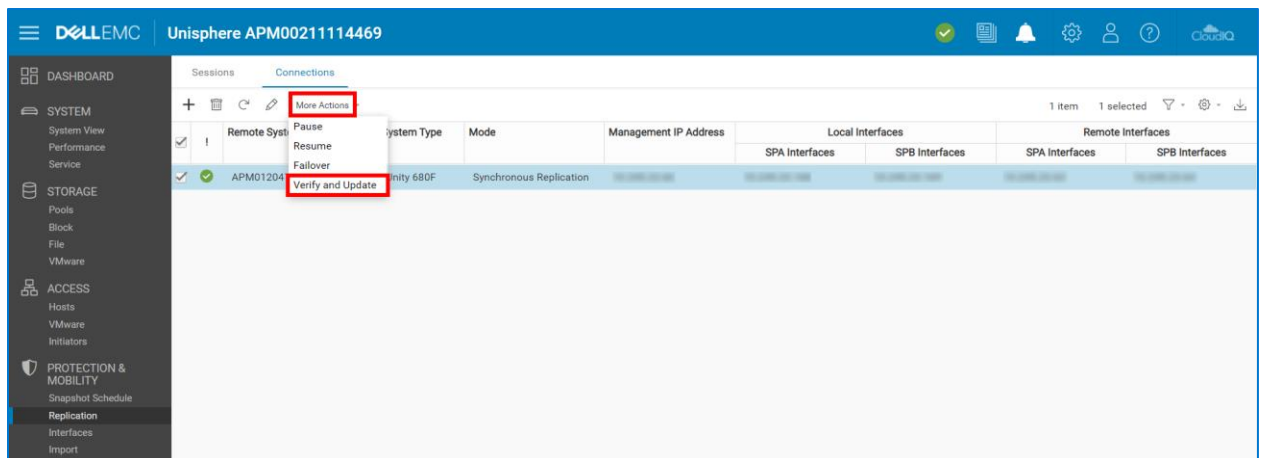 DELLEMC Unisphere APM00211114469 CloudIQ
DASHBOARD
SYSTEM
System View
Performance
Service
STORAGE
Pools
Block
File
VMware
ACCESS
Hosts
VMware
Initiators
PROTECTION &
MOBILITY
Snapshot Schedule
Replication
Interfaces
Import
Sessions Connections
More Actions 1 item 1 selected
Pause
Resume
Failover
Verify and Update
! Remote Syst ystem Type Mode Management IP Address Local Interfaces Remote Interfaces
SPA Interfaces SPB Interfaces SPA Interfaces SPB Interfaces
APM01204 nity 680F Synchronous Replication